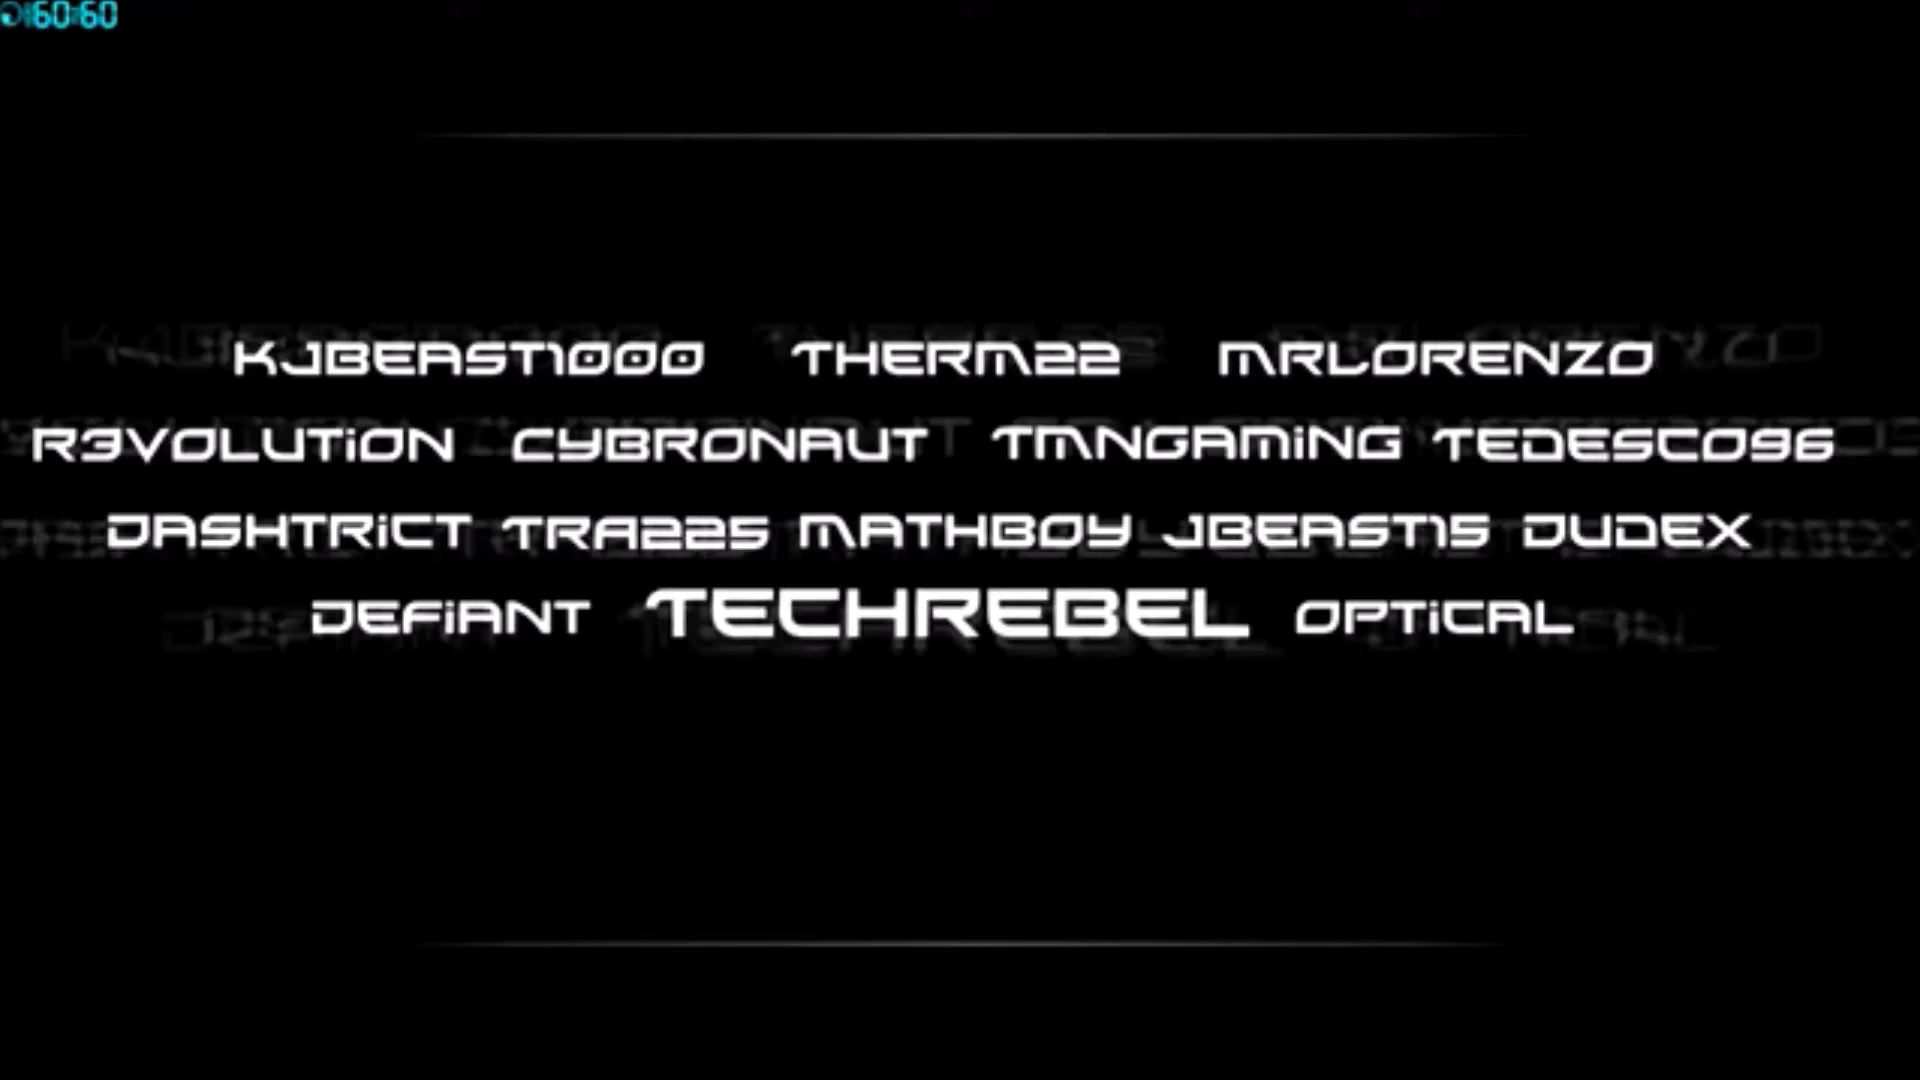 60:60
KJBEAST1000 THERM22 MRLORENZO
R3VOLUTiON CYBRONAUT TMNGAMiNG TEDESCO96
DASHTRiCT TRA225 MATHBOY JBEAST15 DUDEX
DEFiANT TECHREBEL OPTiCAL